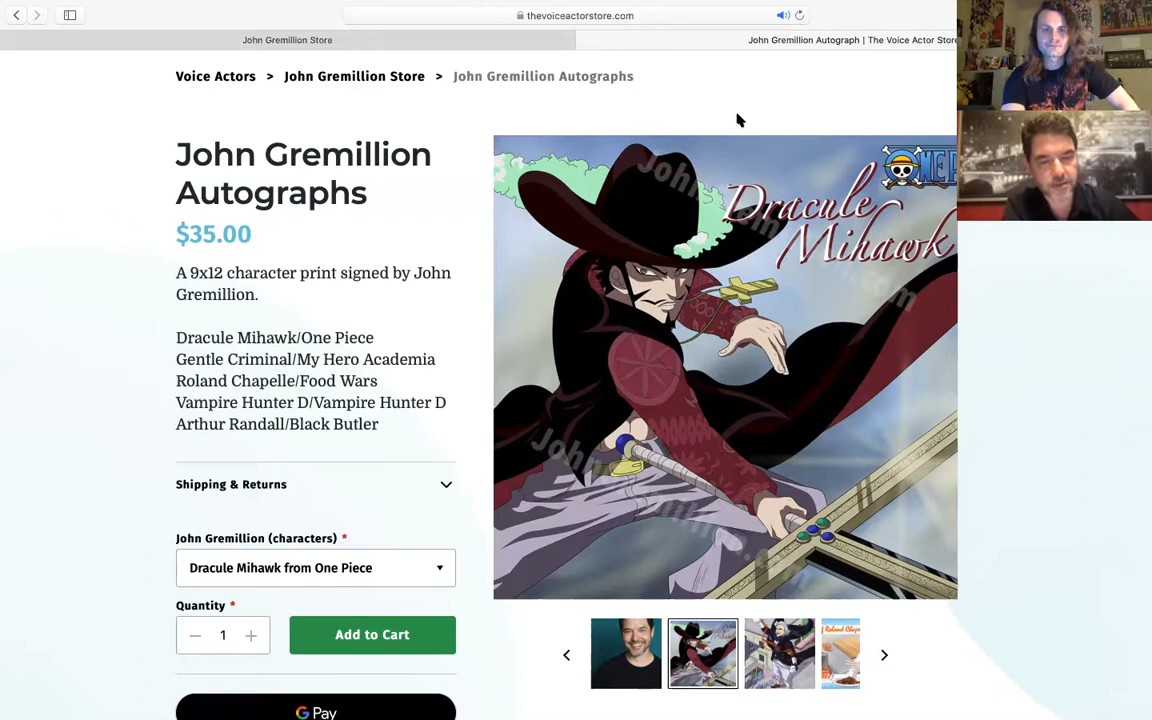 thevoiceactorstore.com
John Gremillion Store
John Gremillion Autograph | The Voice Actor Store
Voice Actors > John Gremillion Store > John Gremillion Autographs
John Gremillion
Autographs
$35.00
A 9x12 character print signed by John
Gremillion.
Dracule Mihawk/One Piece
Gentle Criminal/My Hero Academia
Roland Chapelle/Food Wars
Vampire Hunter D/Vampire Hunter D
Arthur Randall/Black Butler
Shipping & Returns
John Gremillion (characters) *
Dracule Mihawk from One Piece
Quantity *
1
Add to Cart
G Pay
Dracule
Mihawk